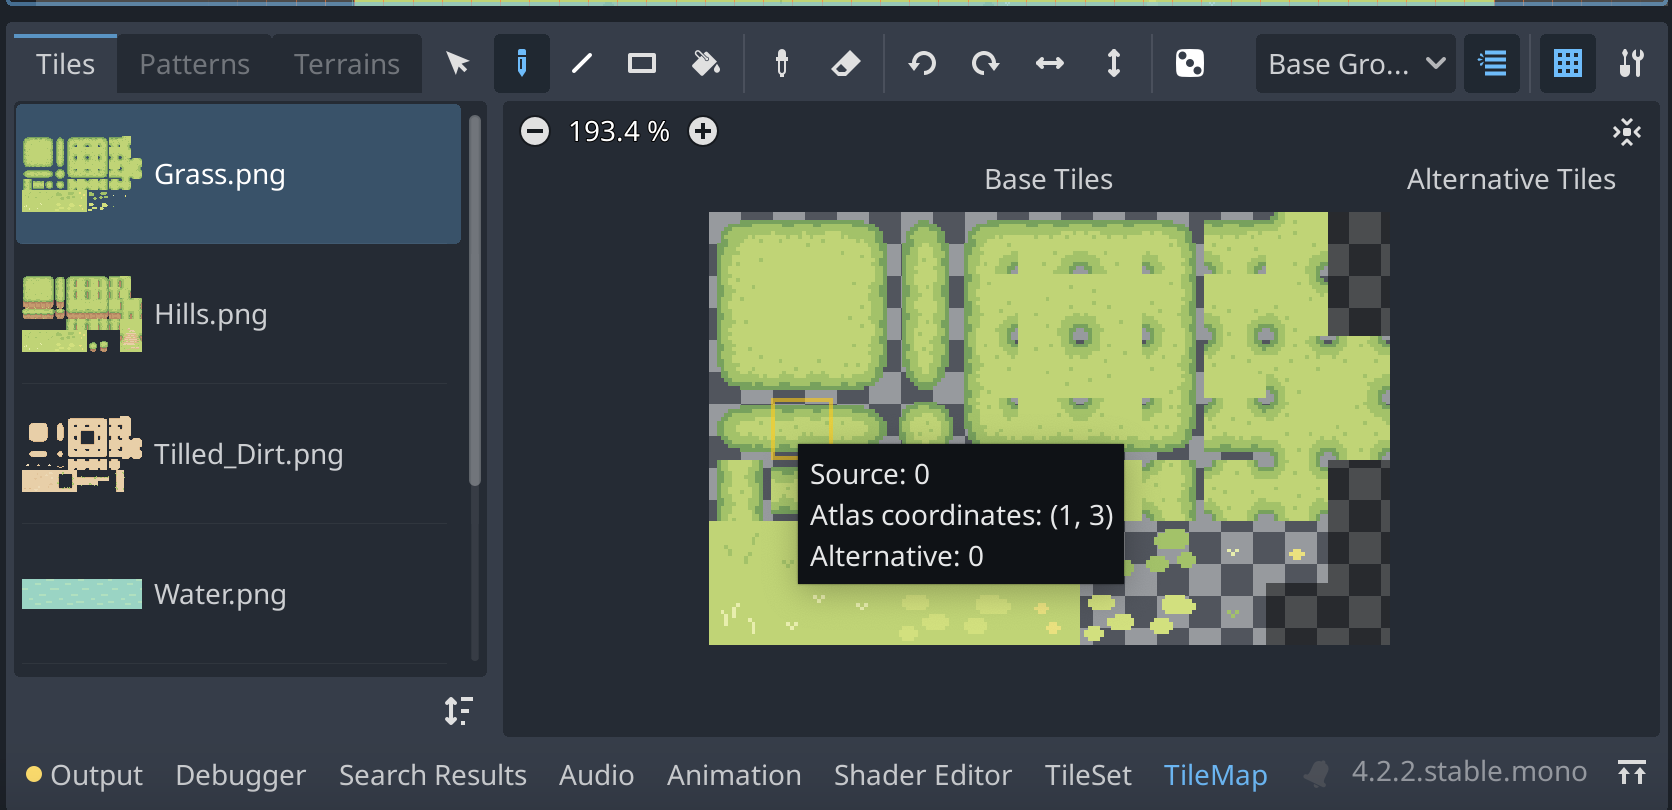 Tiles
Patterns
Terrains
Base Gro...
193.4 %
Base Tiles
Alternative Tiles
Grass.png
Hills.png
Tilled_Dirt.png
Water.png
Source: 0
Atlas coordinates: (1, 3)
Alternative: 0
Output
Debugger
Search Results
Audio
Animation
Shader Editor
TileSet
TileMap
4.2.2.stable.mono